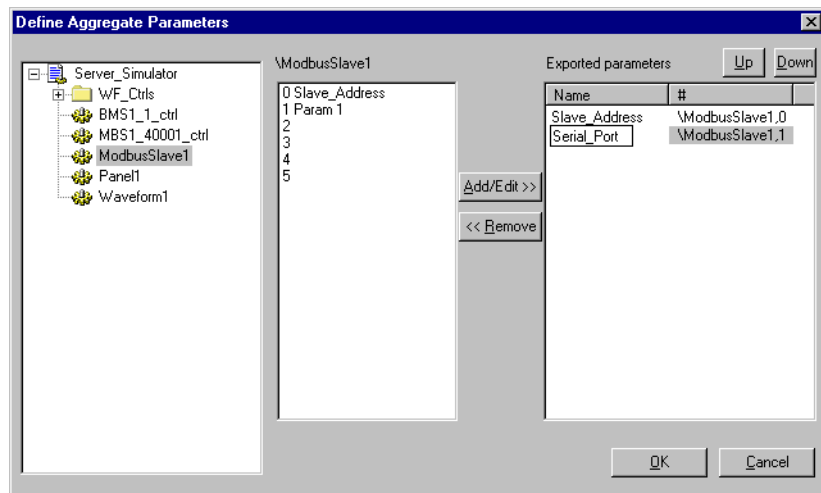 Define Aggregate Parameters
Server_Simulator
WF_Ctrls
BMS1_1_ctrl
MBS1_40001_ctrl
ModbusSlave1
Panel1
Waveform1
\ModbusSlave1
0 Slave_Address
1 Param 1
2
3
4
5
Add/Edit >>
<< Remove
Exported parameters
Up
Down
Name #
Slave_Address \ModbusSlave1,0
Serial_Port \ModbusSlave1,1
OK
Cancel